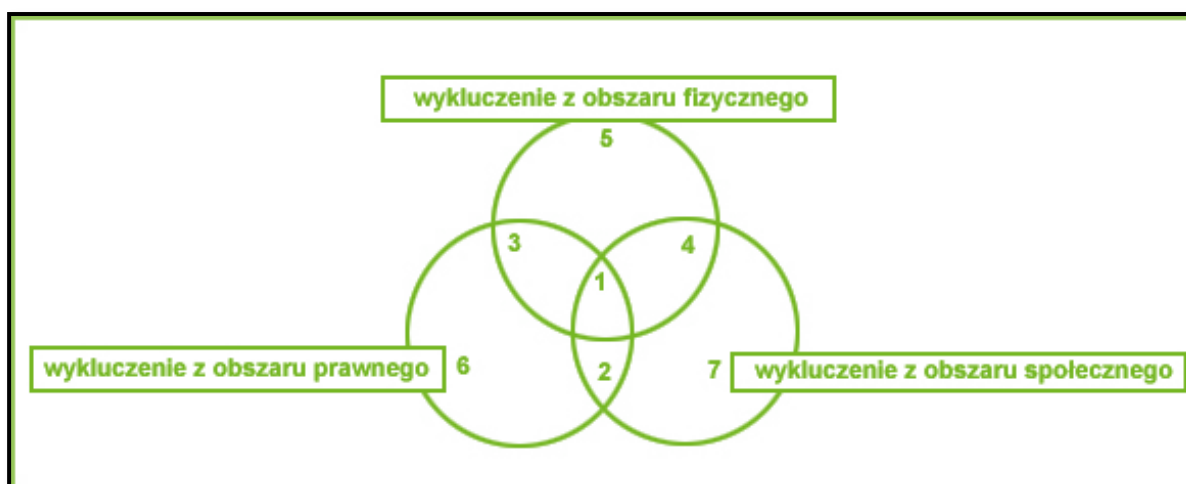 wykluczenie z obszaru fizycznego
5
3
4
1
wykluczenie z obszaru prawnego
6
2
7
wykluczenie z obszaru społecznego